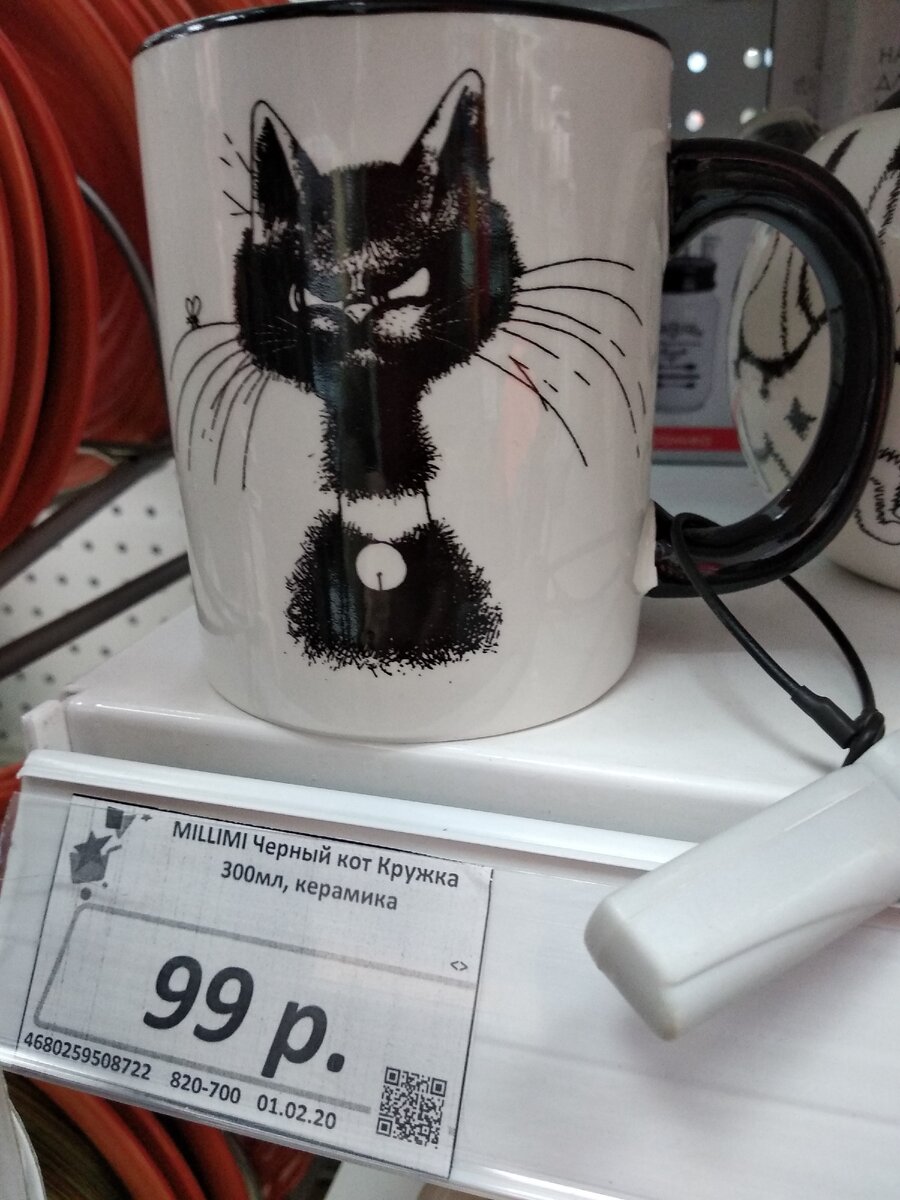 MILLIMI Черный кот Кружка
300мл, керамика
<>
99 р.
4680259508722 820-700 01.02.20